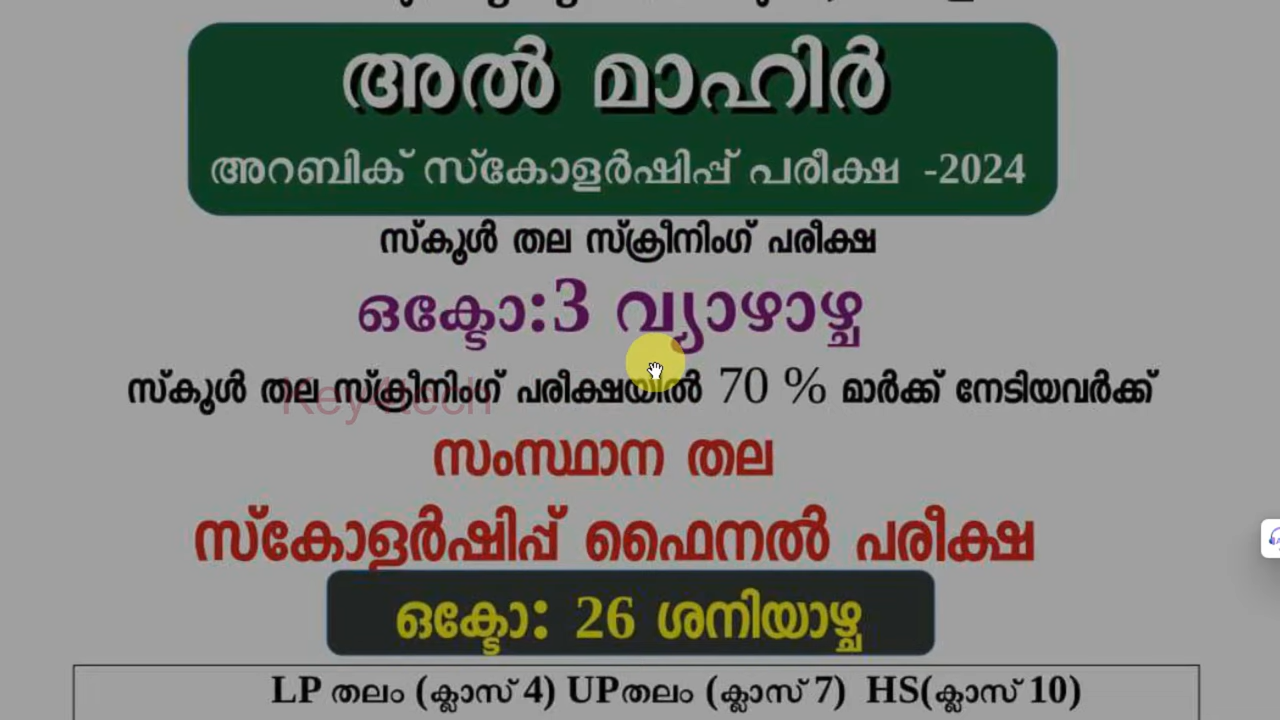 അൽ മാഹിർ
അറബിക് സ്കോളർഷിപ്പ് പരീക്ഷ -2024
സ്കൂൾ തല സ്ക്രീനിംഗ് പരീക്ഷ
ഒക്ടോ:3 വ്യാഴാഴ്ച
സ്കൂൾ തല സ്ക്രീനിംഗ് പരീക്ഷയിൽ 70 % മാർക്ക് നേടിയവർക്ക്
സംസ്ഥാന തല
സ്കോളർഷിപ്പ് ഫൈനൽ പരീക്ഷ
ഒക്ടോ: 26 ശനിയാഴ്ച
LP തലം (ക്ലാസ് 4) UPതലം (ക്ലാസ് 7) HS(ക്ലാസ് 10)